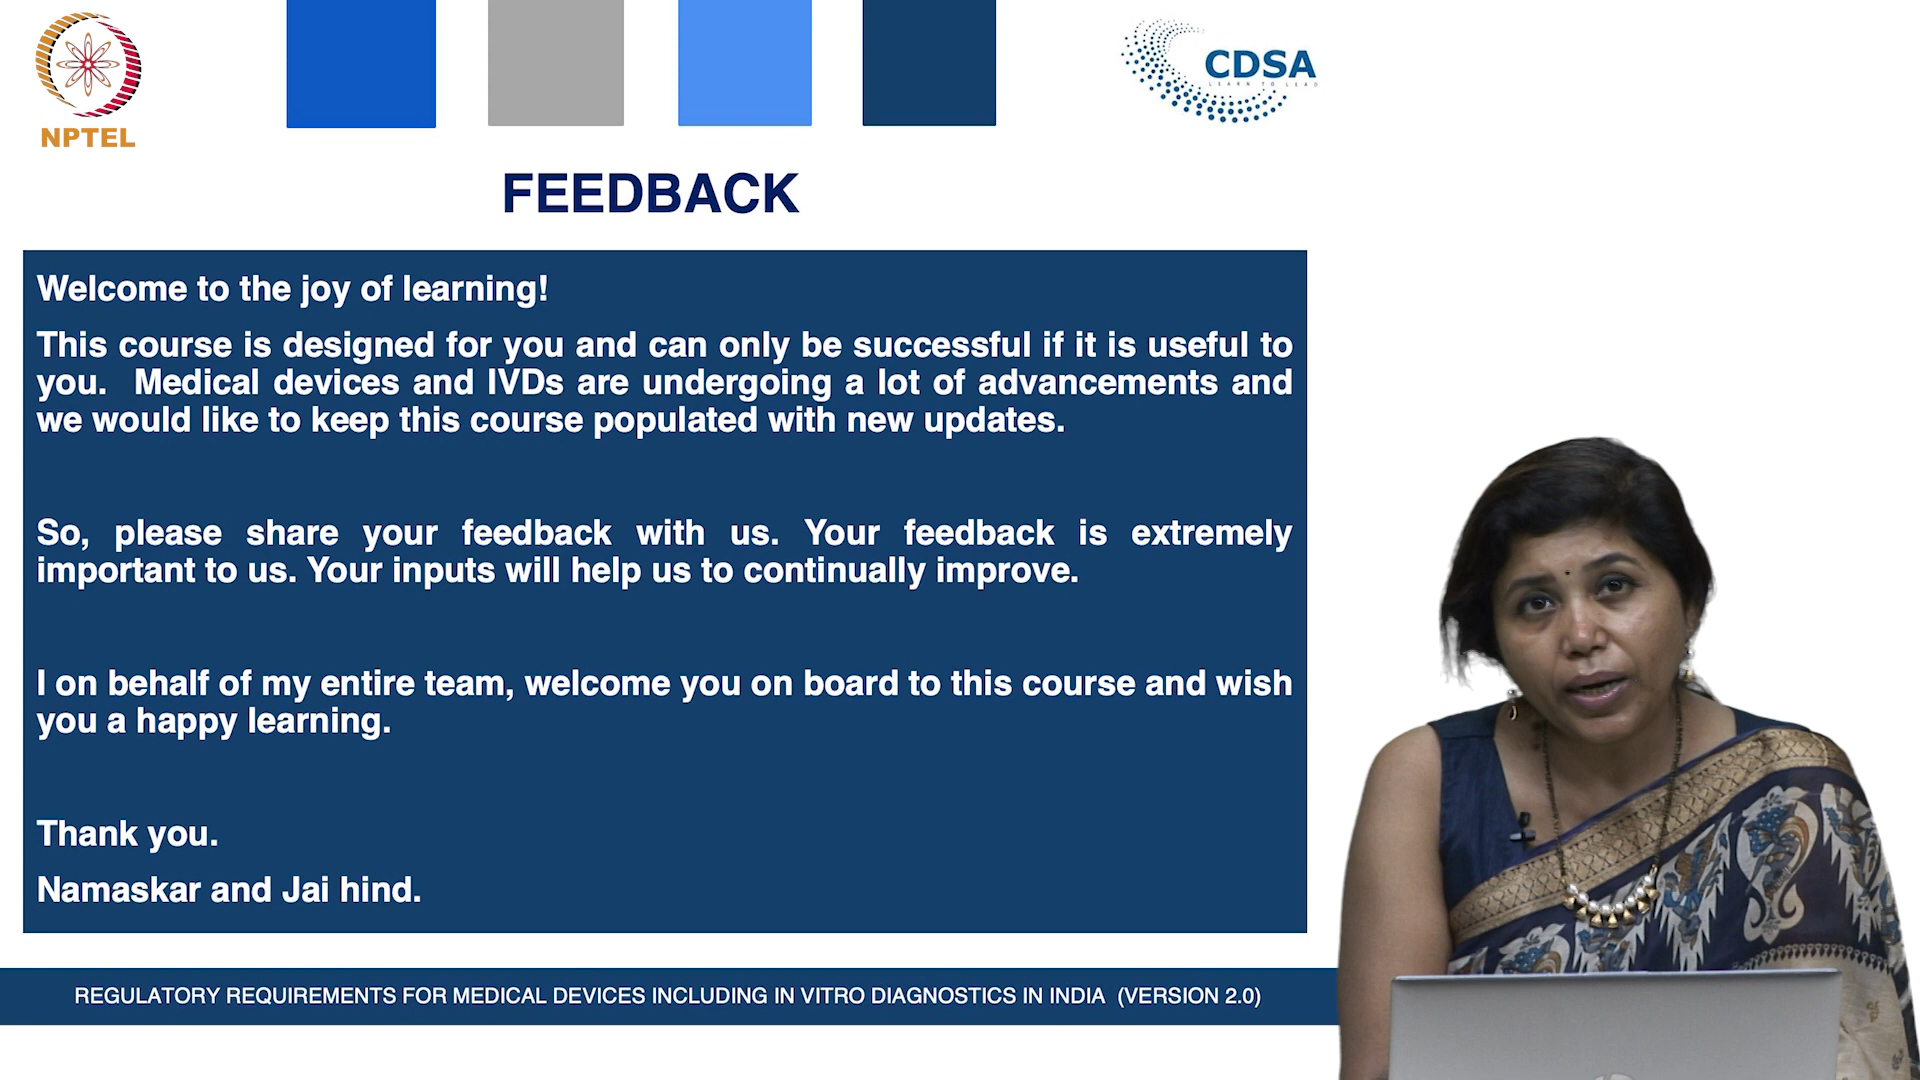 NPTEL
CDSA
LEARN TO LEAD
FEEDBACK
Welcome to the joy of learning!
This course is designed for you and can only be successful if it is useful to
you. Medical devices and IVDs are undergoing a lot of advancements and
we would like to keep this course populated with new updates.
So, please share your feedback with us. Your feedback is extremely
important to us. Your inputs will help us to continually improve.
I on behalf of my entire team, welcome you on board to this course and wish
you a happy learning.
Thank you.
Namaskar and Jai hind.
REGULATORY REQUIREMENTS FOR MEDICAL DEVICES INCLUDING IN VITRO DIAGNOSTICS IN INDIA (VERSION 2.0)